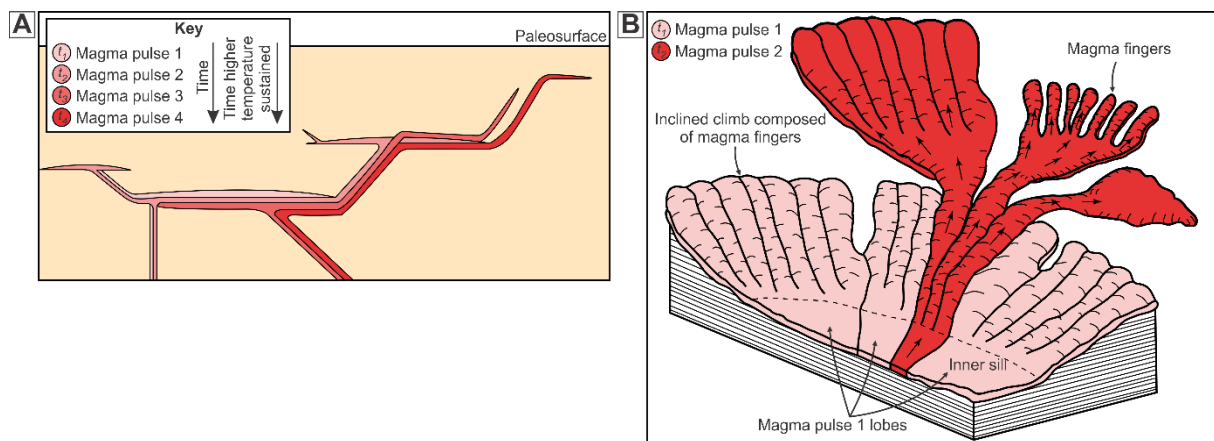 A
Key
t1 Magma pulse 1
t2 Magma pulse 2
t3 Magma pulse 3
t4 Magma pulse 4
Time
Time higher
temperature
sustained
Paleosurface
B
t1 Magma pulse 1
t2 Magma pulse 2
Magma fingers
Inclined climb composed
of magma fingers
Inner sill
Magma pulse 1 lobes